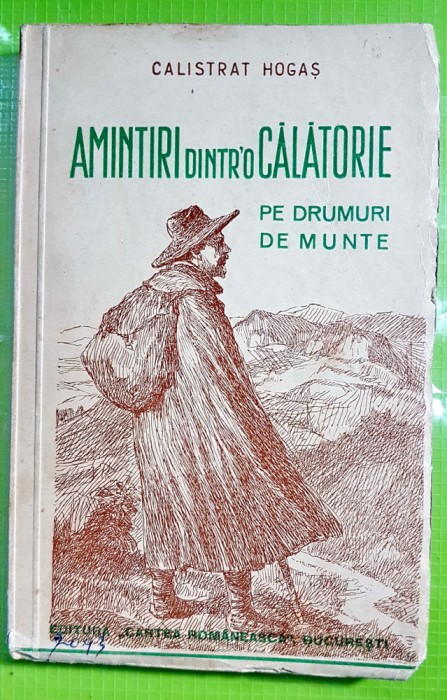 CALISTRAT HOGAȘ
AMINTIRI DINTR'O CĂLĂTORIE
PE DRUMURI
DE MUNTE
EDITURA „CARTEA ROMÂNEASCĂ” BUCUREȘTI